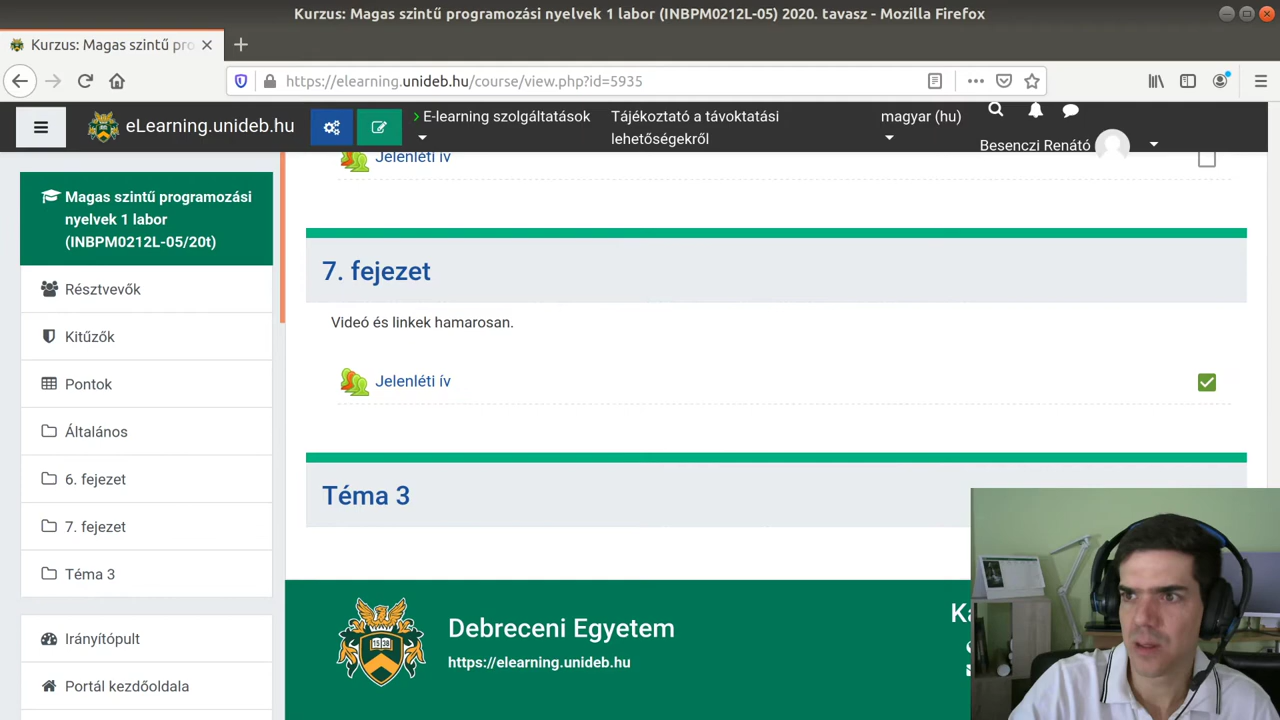 Kurzus: Magas szintű programozási nyelvek 1 labor (INBPM0212L-05) 2020. tavasz - Mozilla Firefox
Kurzus: Magas szintű pro
https://elearning.unideb.hu/course/view.php?id=5935
eLearning.unideb.hu
E-learning szolgáltatások
Tájékoztató a távoktatási
lehetőségekről
magyar (hu)
Besenczi Renátó
Magas szintű programozási
nyelvek 1 labor
(INBPM0212L-05/20t)
Résztvevők
Kitűzők
Pontok
Általános
6. fejezet
7. fejezet
Téma 3
Irányítópult
Portál kezdőoldala
Jelenléti ív
7. fejezet
Videó és linkek hamarosan.
Jelenléti ív
Téma 3
15 38
Debreceni Egyetem
https://elearning.unideb.hu